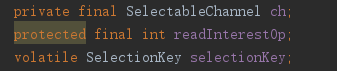 private final SelectableChannel ch;
protected final int readInterestOp;
volatile SelectionKey selectionKey;